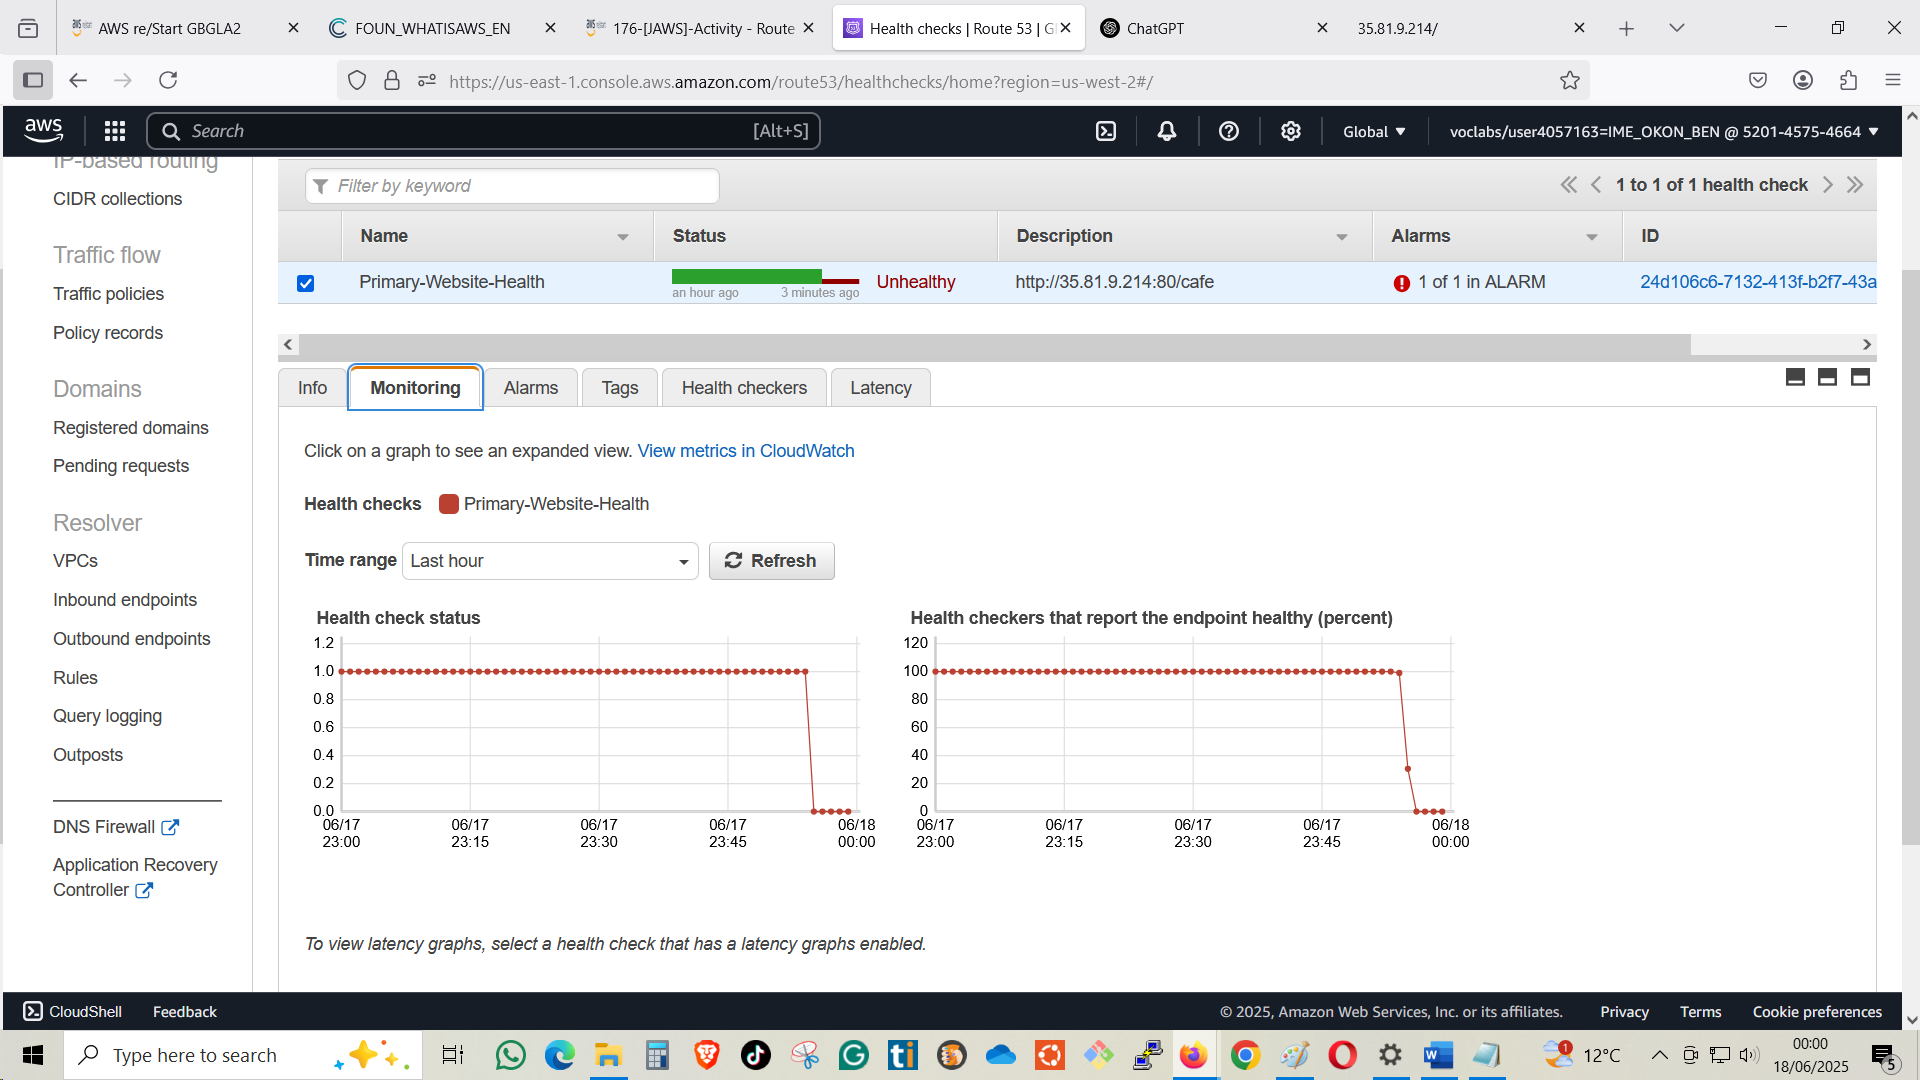 AWS re/Start GBGLA2
FOUN_WHATISAWS_EN
176-[JAWS]-Activity - Route
Health checks | Route 53 | Gl
ChatGPT
35.81.9.214/
https://us-east-1.console.aws.amazon.com/route53/healthchecks/home?region=us-west-2#/
aws
Search
[Alt+S]
Global
voclabs/user4057163=IME_OKON_BEN @ 5201-4575-4664
IP-based routing
CIDR collections
Traffic flow
Traffic policies
Policy records
Domains
Registered domains
Pending requests
Resolver
VPCs
Inbound endpoints
Outbound endpoints
Rules
Query logging
Outposts
DNS Firewall
Application Recovery
Controller
Filter by keyword
1 to 1 of 1 health check
Name
Status
Description
Alarms
ID
Primary-Website-Health
an hour ago
3 minutes ago
Unhealthy
http://35.81.9.214:80/cafe
1 of 1 in ALARM
24d106c6-7132-413f-b2f7-43a
Info
Monitoring
Alarms
Tags
Health checkers
Latency
Click on a graph to see an expanded view. View metrics in CloudWatch
Health checks
Primary-Website-Health
Time range
Last hour
Refresh
Health check status
1.2
1.0
0.8
0.6
0.4
0.2
0.0
06/17 23:00
06/17 23:15
06/17 23:30
06/17 23:45
06/18 00:00
Health checkers that report the endpoint healthy (percent)
120
100
80
60
40
20
0
06/17 23:00
06/17 23:15
06/17 23:30
06/17 23:45
06/18 00:00
To view latency graphs, select a health check that has a latency graphs enabled.
CloudShell
Feedback
© 2025, Amazon Web Services, Inc. or its affiliates.
Privacy
Terms
Cookie preferences
Type here to search
1
12°C
00:00
18/06/2025
5